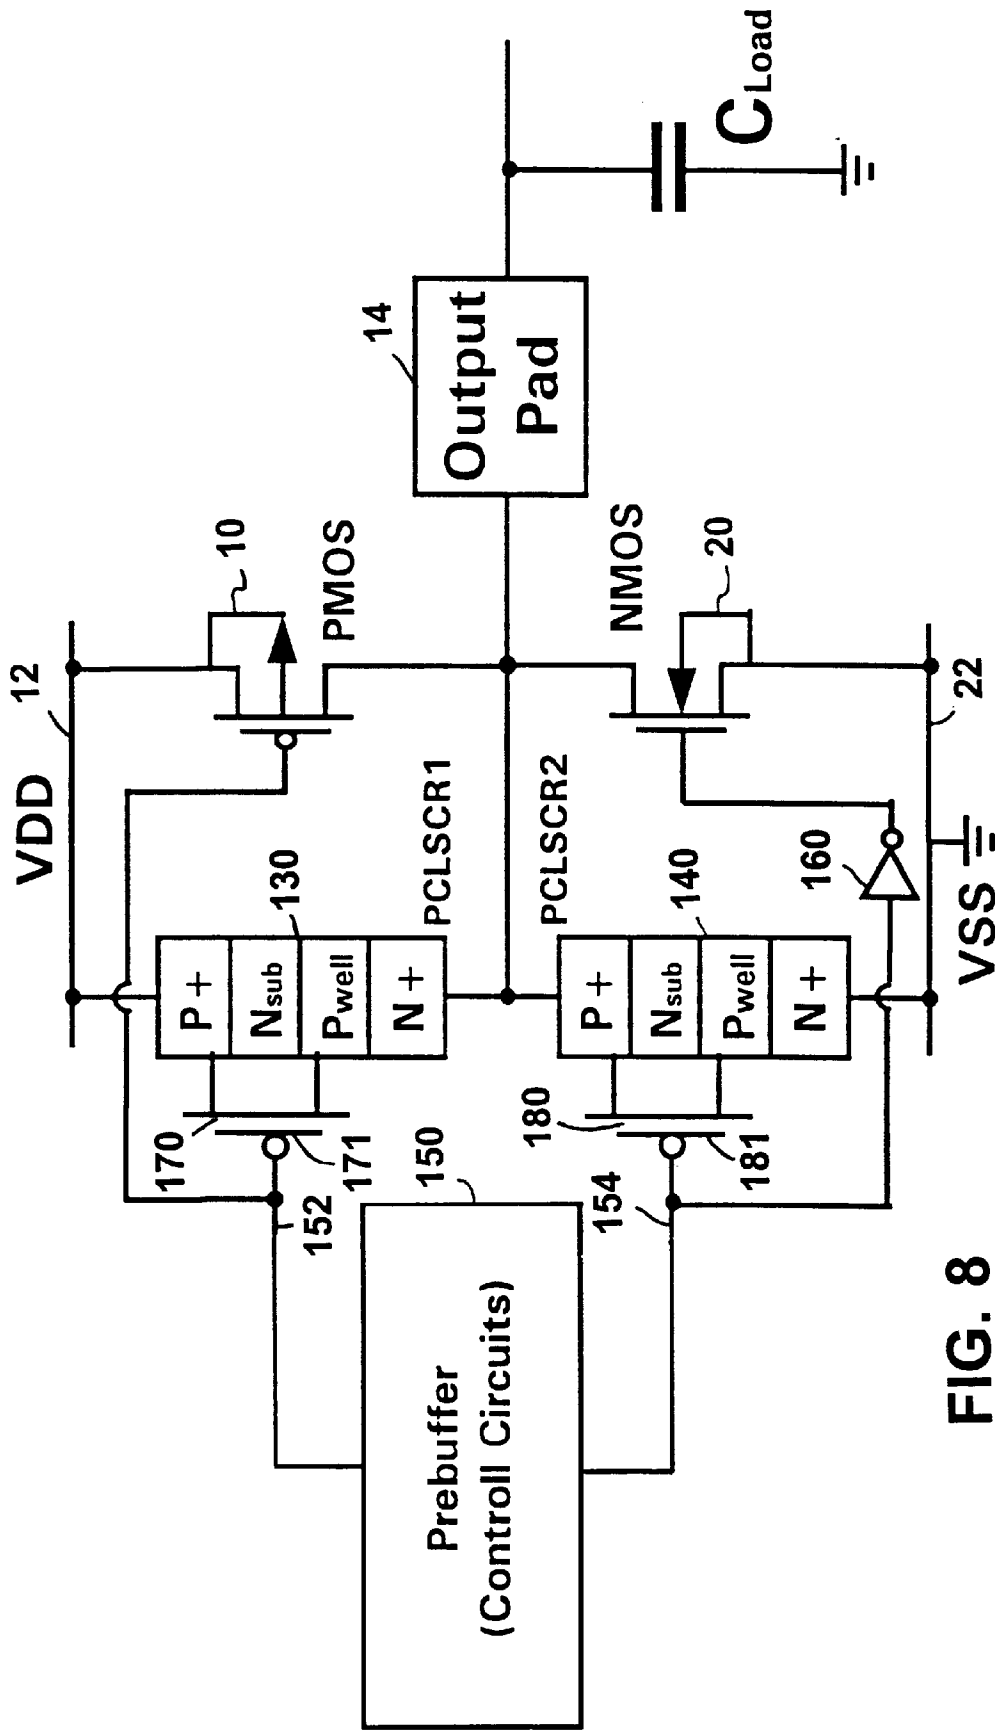 VDD
12
10
PMOS
14
Output
Pad
CLoad
P+
Nsub
Pwell
N+
130
PCLSCR1
170
171
152
150
Prebuffer
(Controll Circuits)
PCLSCR2
140
P+
Nsub
Pwell
N+
180
181
154
160
NMOS
20
22
VSS
FIG. 8